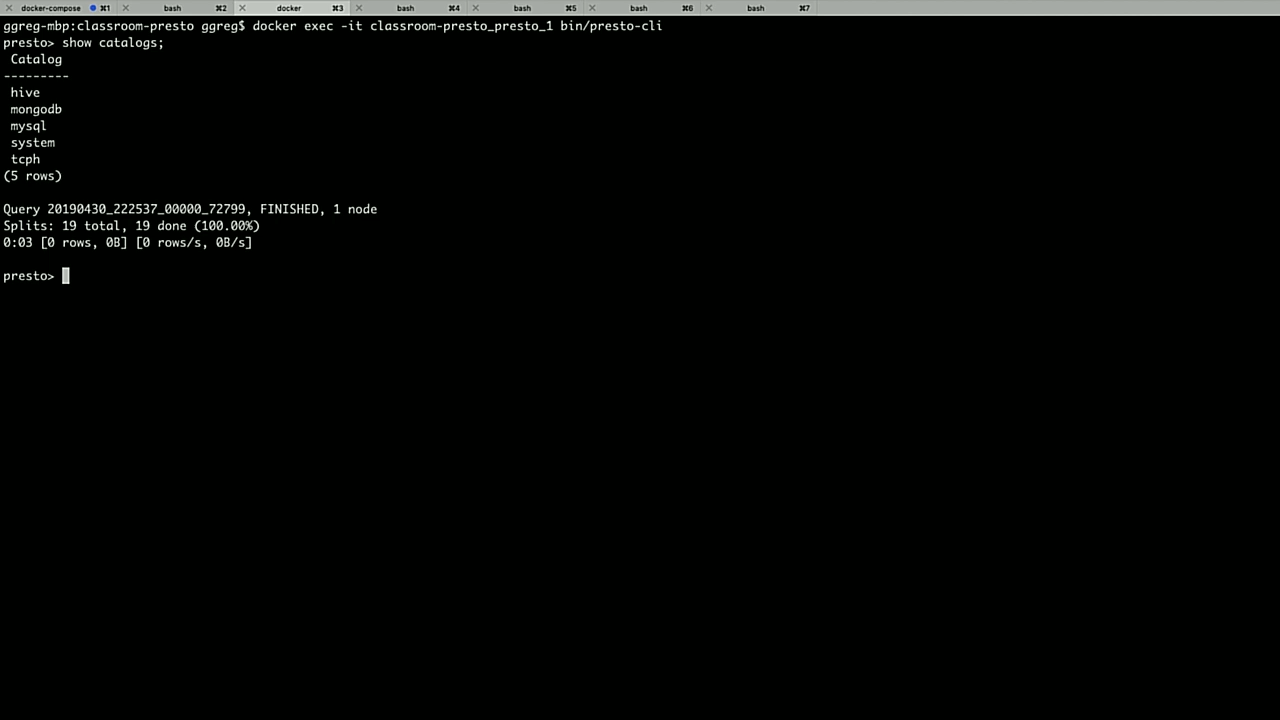 docker-compose ⌘1 bash ⌘2 docker ⌘3 bash ⌘4 bash ⌘5 bash ⌘6 bash ⌘7
ggreg-mbp:classroom-presto ggreg$ docker exec -it classroom-presto_presto_1 bin/presto-cli
presto> show catalogs;
Catalog
---------
hive
mongodb
mysql
system
tcph
(5 rows)
Query 20190430_222537_00000_72799, FINISHED, 1 node
Splits: 19 total, 19 done (100.00%)
0:03 [0 rows, 0B] [0 rows/s, 0B/s]
presto>